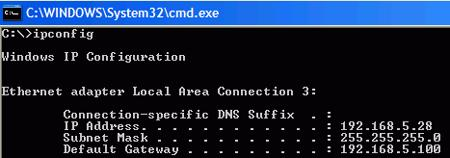 C:\WINDOWS\System32\cmd.exe
C:\>ipconfig
Windows IP Configuration
Ethernet adapter Local Area Connection 3:
Connection-specific DNS Suffix  . :
IP Address. . . . . . . . . . . . : 192.168.5.28
Subnet Mask . . . . . . . . . . . : 255.255.255.0
Default Gateway . . . . . . . . . : 192.168.5.100